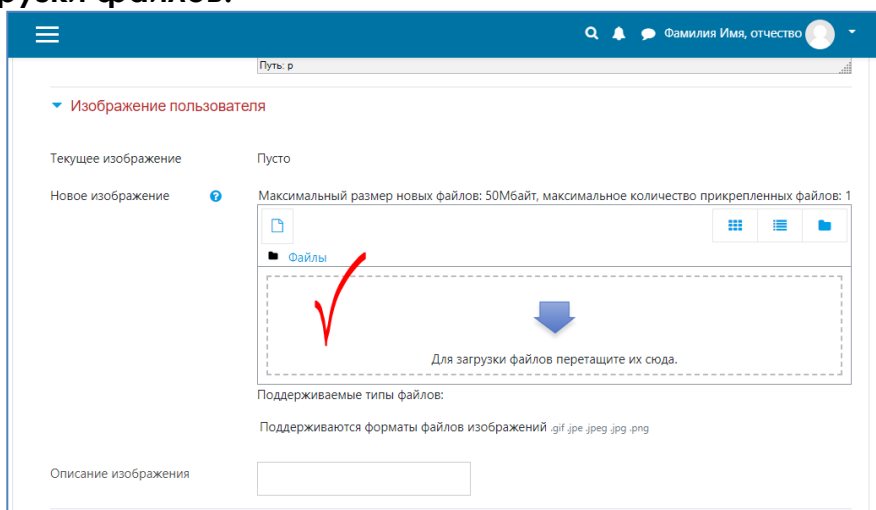 файлов.
Фамилия Имя, отчество
Путь: p
Изображение пользователя
Текущее изображение Пусто
Новое изображение Максимальный размер новых файлов: 50Мбайт, максимальное количество прикрепленных файлов: 1
Файлы
Для загрузки файлов перетащите их сюда.
Поддерживаемые типы файлов:
Поддерживаются форматы файлов изображений .gif .jpe .jpeg .jpg .png
Описание изображения